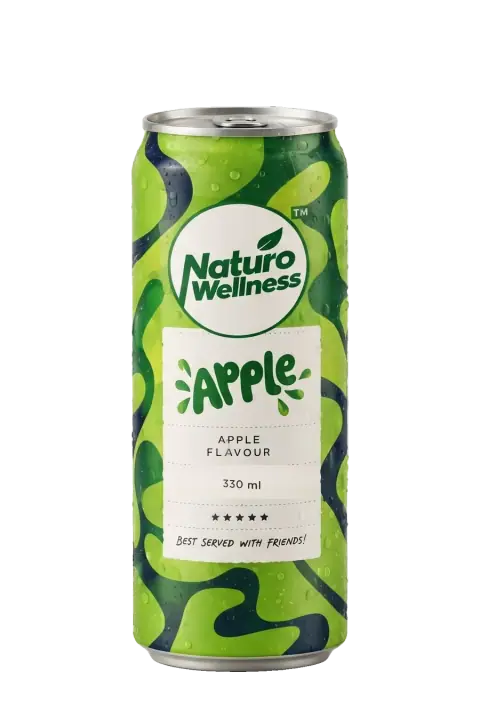 TM
Naturo
Wellness
APPLE
APPLE
FLAVOUR
330 ml
★★★★★
BEST SERVED WITH FRIENDS!